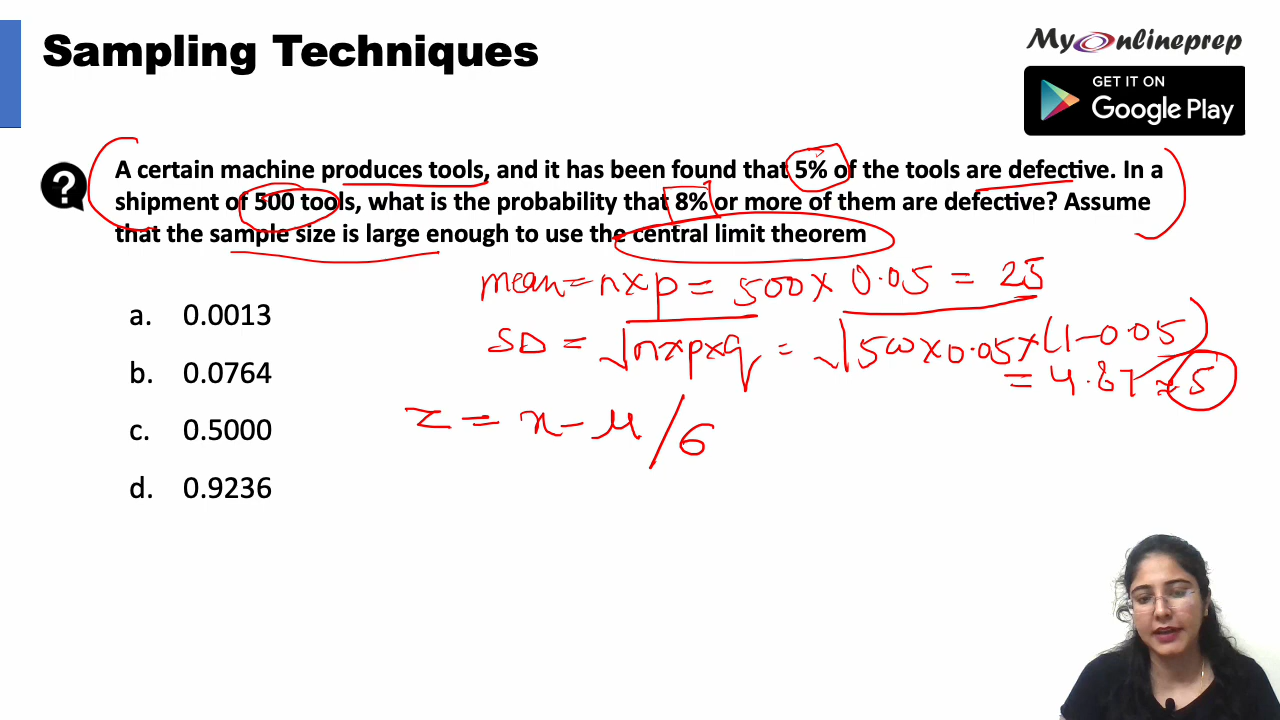 Sampling Techniques
My Onlineprep
GET IT ON
Google Play
A certain machine produces tools, and it has been found that 5% of the tools are defective. In a
shipment of 500 tools, what is the probability that 8% or more of them are defective? Assume
that the sample size is large enough to use the central limit theorem
mean = n x p = 500 x 0.05 = 25
SD = √n x p x q = √500 x 0.05 x (1 - 0.05)
= 4.87 ≈ 5
a. 0.0013
b. 0.0764
z = x - μ / σ
c. 0.5000
d. 0.9236